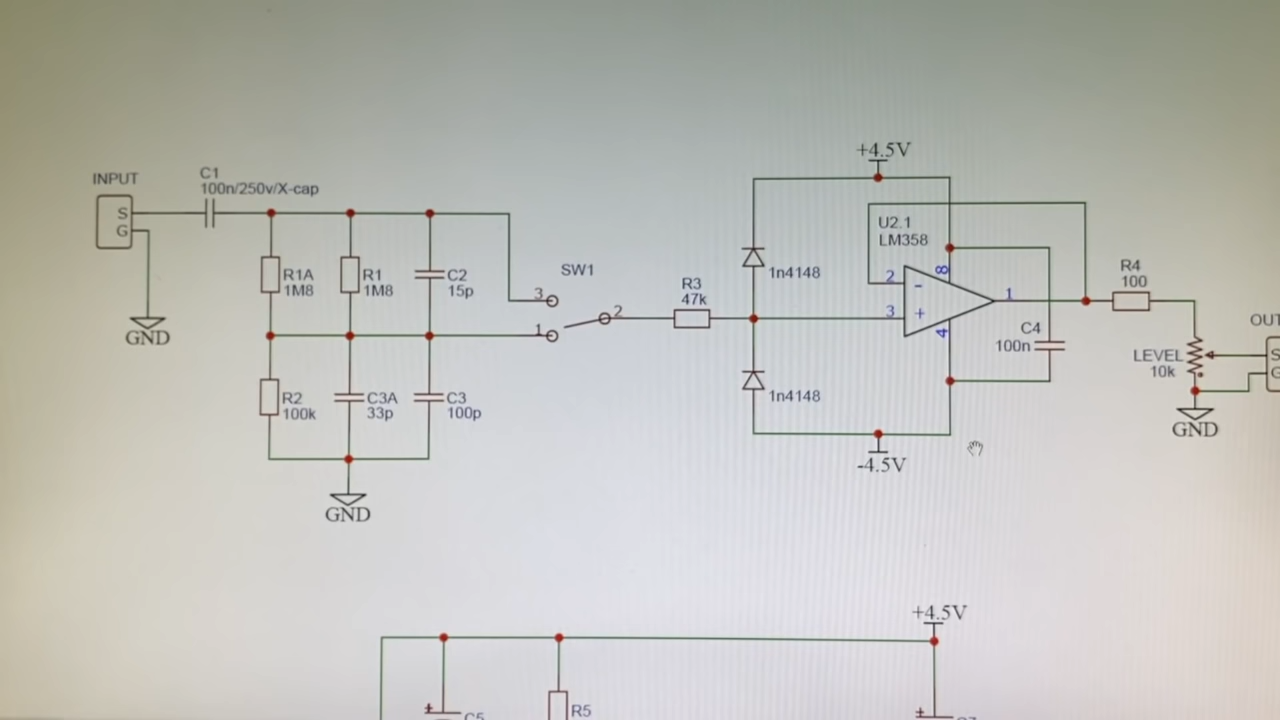 INPUT
S
G
GND
C1
100n/250v/X-cap
R1A
1M8
R1
1M8
C2
15p
R2
100k
C3A
33p
C3
100p
GND
SW1
3
1
2
R3
47k
1n4148
1n4148
+4.5V
U2.1
LM358
2
-
3
+
8
4
1
C4
100n
-4.5V
R4
100
LEVEL
10k
GND
OUT
S
G
+4.5V
C5
R5